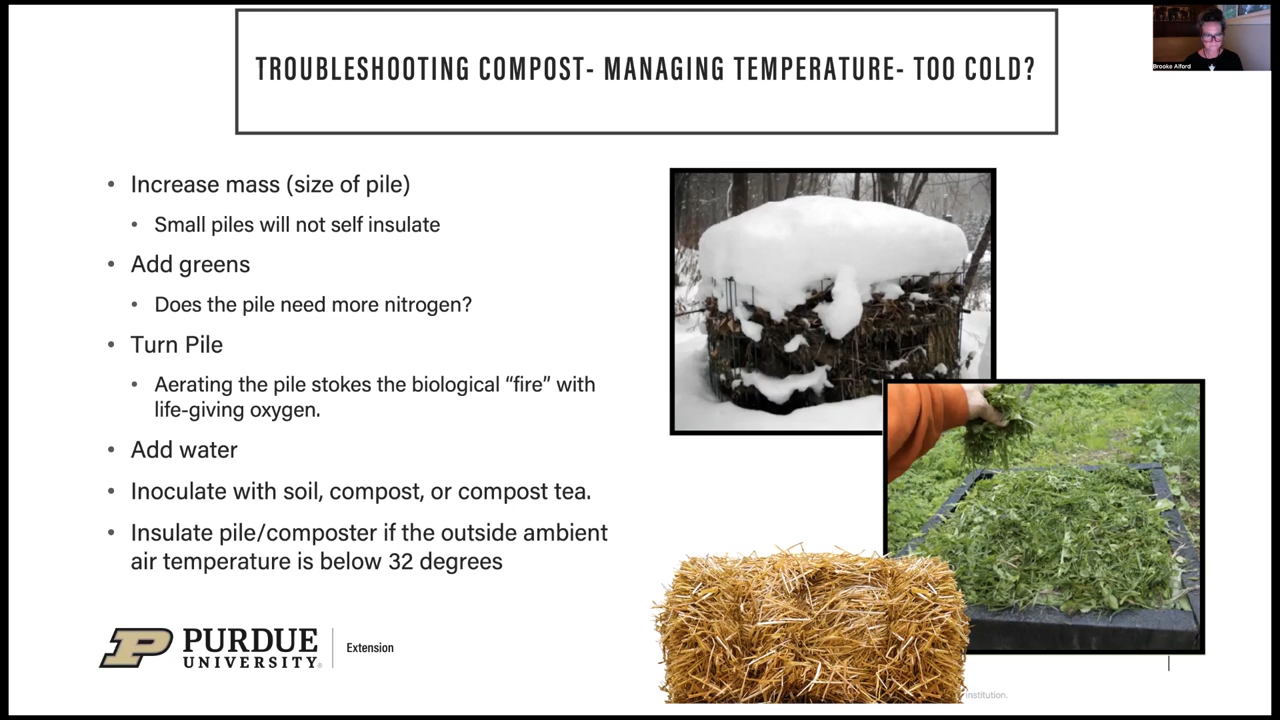 TROUBLESHOOTING COMPOST- MANAGING TEMPERATURE- TOO COLD?
Brooke Alford
• Increase mass (size of pile)
• Small piles will not self insulate
• Add greens
• Does the pile need more nitrogen?
• Turn Pile
• Aerating the pile stokes the biological “fire” with
life-giving oxygen.
• Add water
• Inoculate with soil, compost, or compost tea.
• Insulate pile/composter if the outside ambient
air temperature is below 32 degrees
P PURDUE
UNIVERSITY®
Extension
institution.